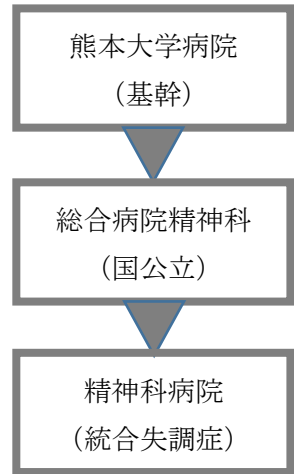 熊本大学病院
（基幹）
総合病院精神科
（国公立）
精神科病院
（統合失調症）